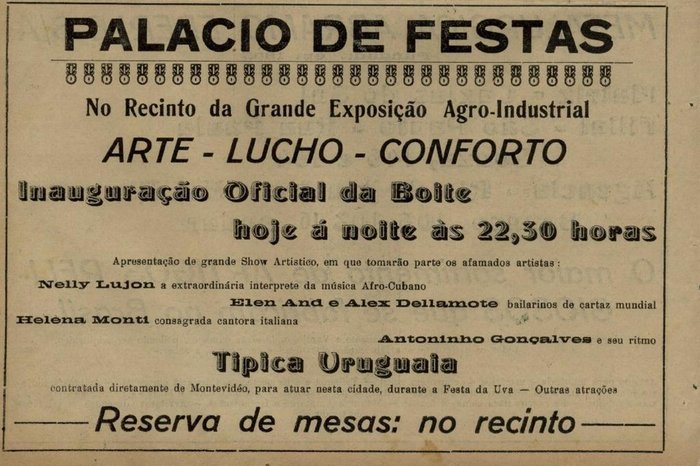 PALACIO DE FESTAS
No Recinto da Grande Exposição Agro-Industrial
ARTE - LUCHO - CONFORTO
Inauguração Oficial da Boite
hoje á noite ás 22,30 horas
Apresentação de grande Show Artistico, em que tomarão parte os afamados artistas:
Nelly Lujon a extraordinária interprete da música Afro-Cubano
Elen And e Alex Dellamote bailarinos de cartaz mundial
Helena Monti consagrada cantora italiana
Antoninho Gonçalves e seu ritmo
Tipica Uruguaia
contratada diretamente de Montevidéo, para atuar nesta cidade, durante a Festa da Uva — Outras atrações
Reserva de mesas: no recinto